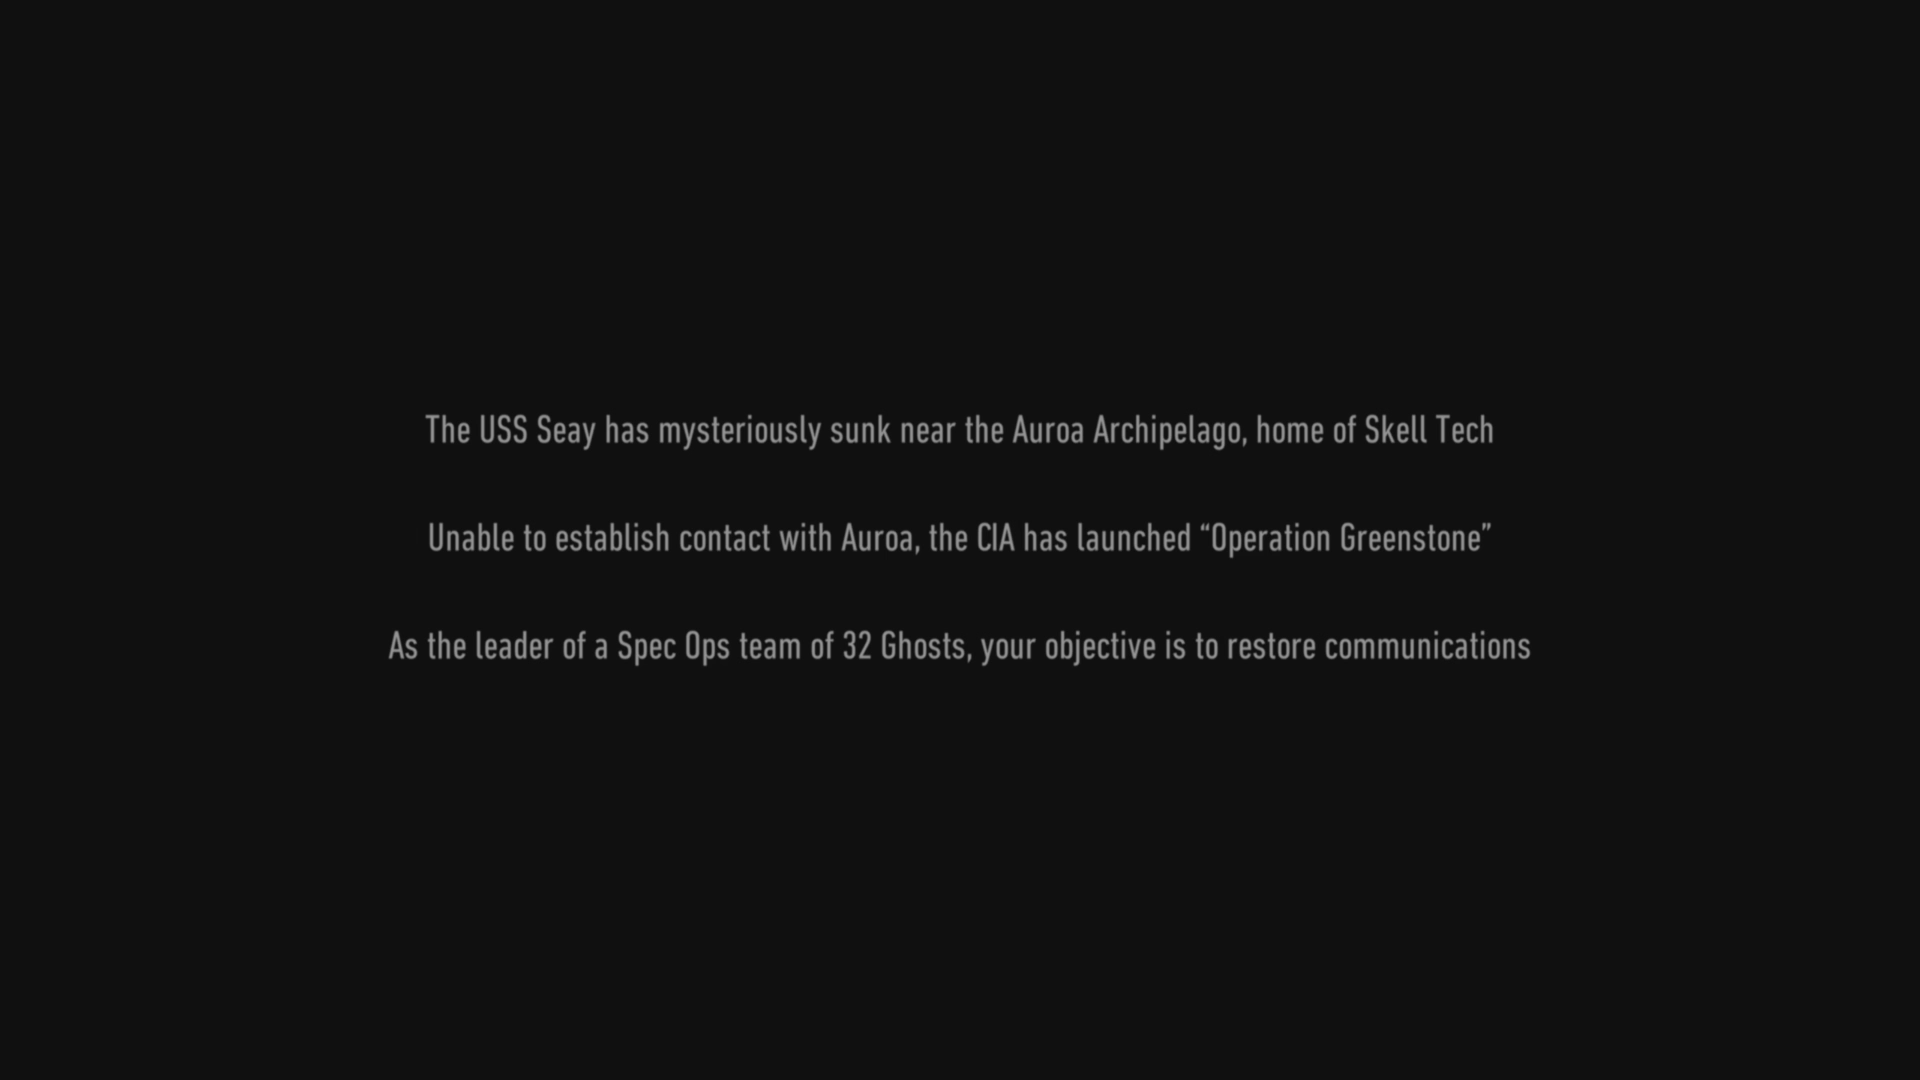 The USS Seay has mysteriously sunk near the Auroa Archipelago, home of Skell Tech
Unable to establish contact with Auroa, the CIA has launched “Operation Greenstone”
As the leader of a Spec Ops team of 32 Ghosts, your objective is to restore communications